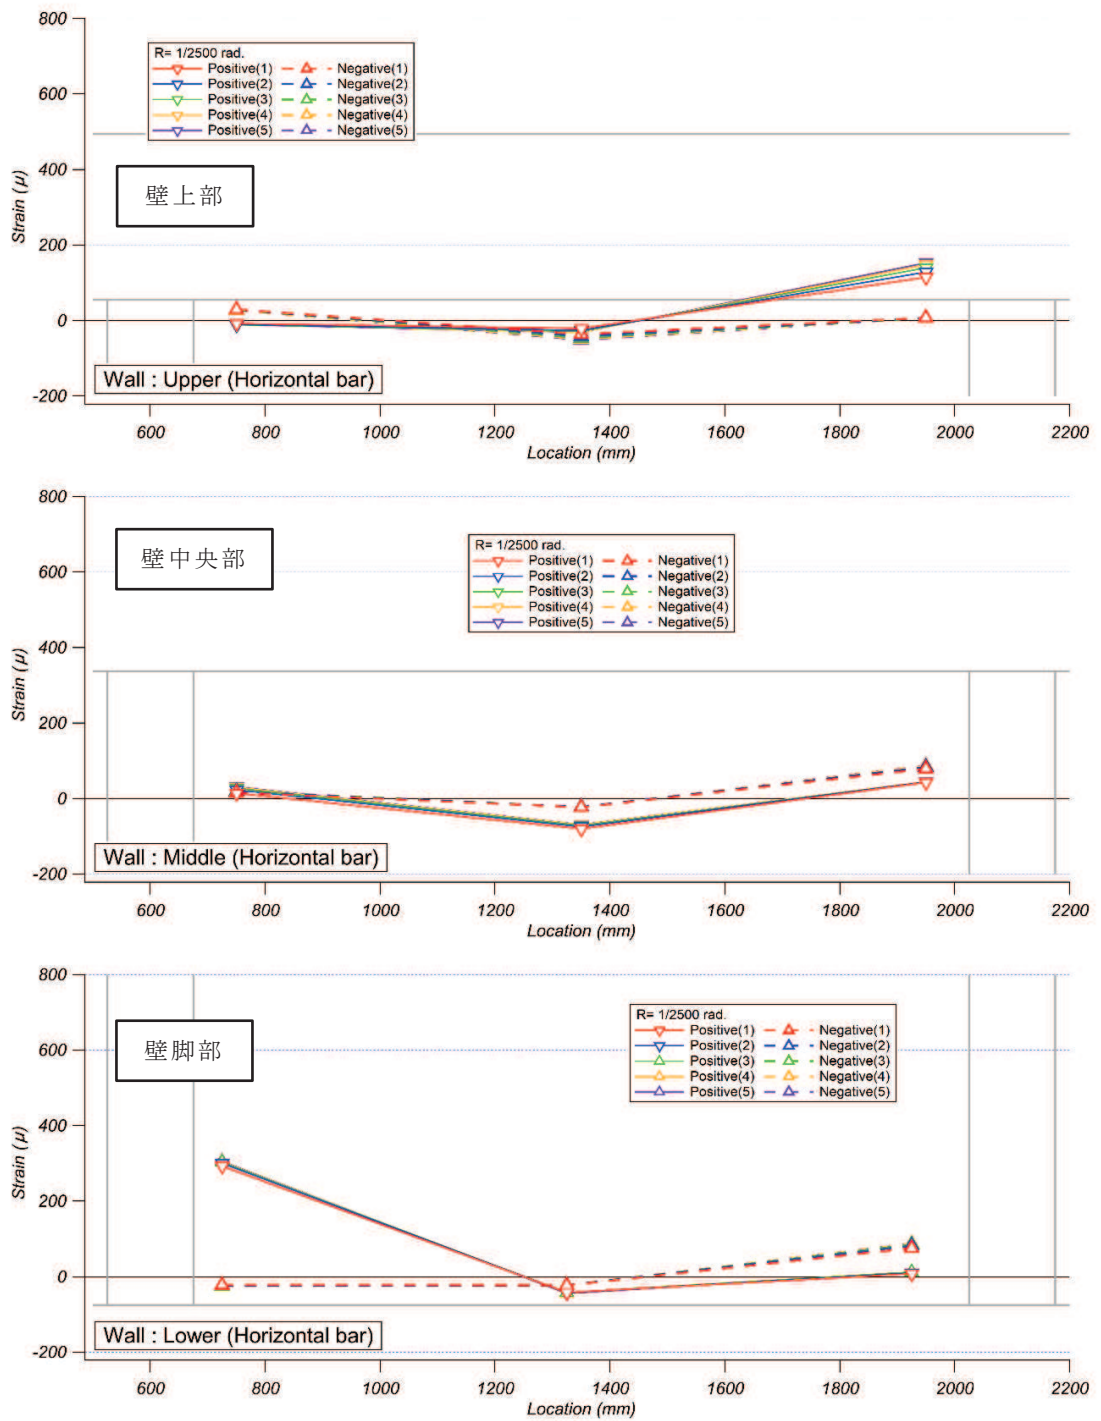 800
600
400
200
0
-200
Strain (μ)
R= 1/2500 rad.
Positive(1) Negative(1)
Positive(2) Negative(2)
Positive(3) Negative(3)
Positive(4) Negative(4)
Positive(5) Negative(5)
壁上部
Wall : Upper (Horizontal bar)
600 800 1000 1200 1400 1600 1800 2000 2200
Location (mm)
800
600
400
200
0
-200
Strain (μ)
壁中央部
R= 1/2500 rad.
Positive(1) Negative(1)
Positive(2) Negative(2)
Positive(3) Negative(3)
Positive(4) Negative(4)
Positive(5) Negative(5)
Wall : Middle (Horizontal bar)
600 800 1000 1200 1400 1600 1800 2000 2200
Location (mm)
800
600
400
200
0
-200
Strain (μ)
壁脚部
R= 1/2500 rad.
Positive(1) Negative(1)
Positive(2) Negative(2)
Positive(3) Negative(3)
Positive(4) Negative(4)
Positive(5) Negative(5)
Wall : Lower (Horizontal bar)
600 800 1000 1200 1400 1600 1800 2000 2200
Location (mm)